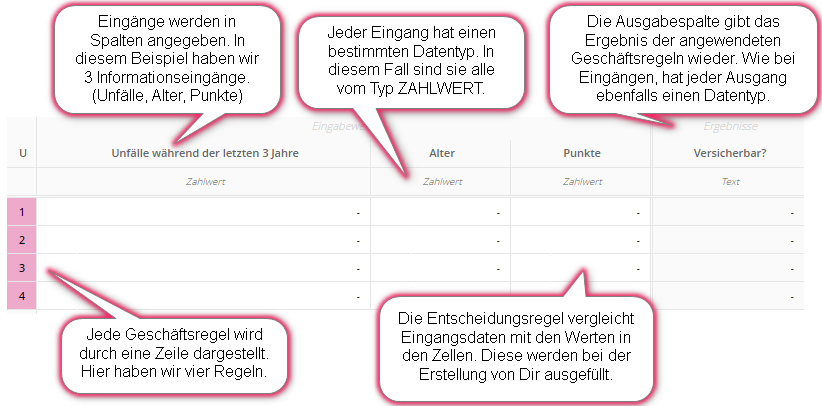 Eingänge werden in
Spalten angegeben. In
diesem Beispiel haben wir
3 Informationseingänge.
(Unfälle, Alter, Punkte)
Jeder Eingang hat einen
bestimmten Datentyp. In
diesem Fall sind sie alle
vom Typ ZAHLWERT.
Die Ausgabespalte gibt das
Ergebnis der angewendeten
Geschäftsregeln wieder. Wie bei
Eingängen, hat jeder Ausgang
ebenfalls einen Datentyp.
Ergebnisse
U Unfälle während der letzten 3 Jahre Alter Punkte Versicherbar?
Zahlwert Zahlwert Zahlwert Text
1 - - - -
2 - - - -
3 - - - -
4 - - -
Jede Geschäftsregel wird
durch eine Zeile dargestellt.
Hier haben wir vier Regeln.
Die Entscheidungsregel vergleicht
Eingangsdaten mit den Werten in
den Zellen. Diese werden bei der
Erstellung von Dir ausgefüllt.